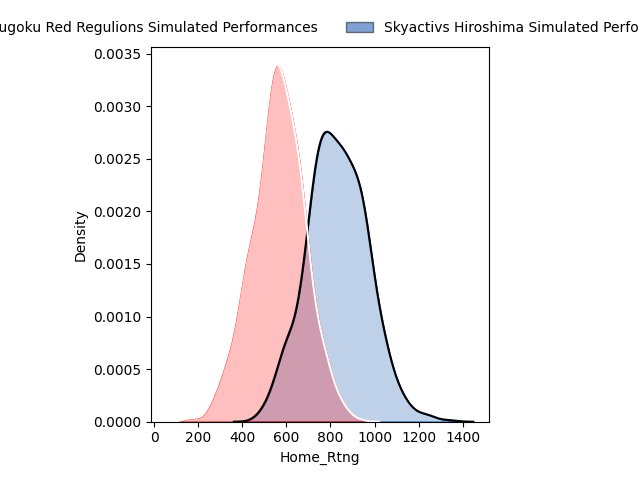 ugoku Red Regulions Simulated Performances
Skyactivs Hiroshima Simulated Perfo
0.0035
0.0030
0.0025
0.0020
0.0015
0.0010
0.0005
0.0000
Density
0 200 400 600 800 1000 1200 1400
Home_Rtng